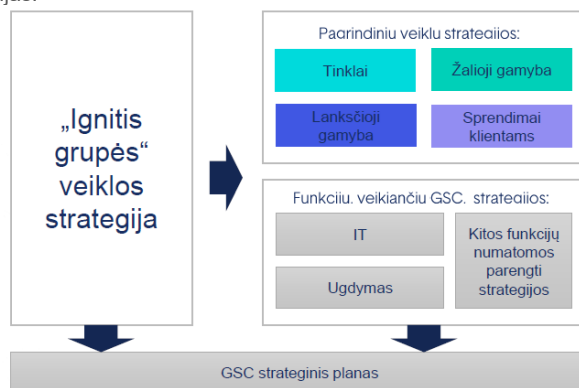 „Ignitis
grupės“
veiklos
strategija
Pagrindinių veiklų strategijos:
Tinklai
Žalioji gamyba
Lanksčioji
gamyba
Sprendimai
klientams
Funkcijų, veikiančių GSC, strategijos:
IT
Ugdymas
Kitos funkcijų
numatomos
parengti
strategijos
GSC strateginis planas